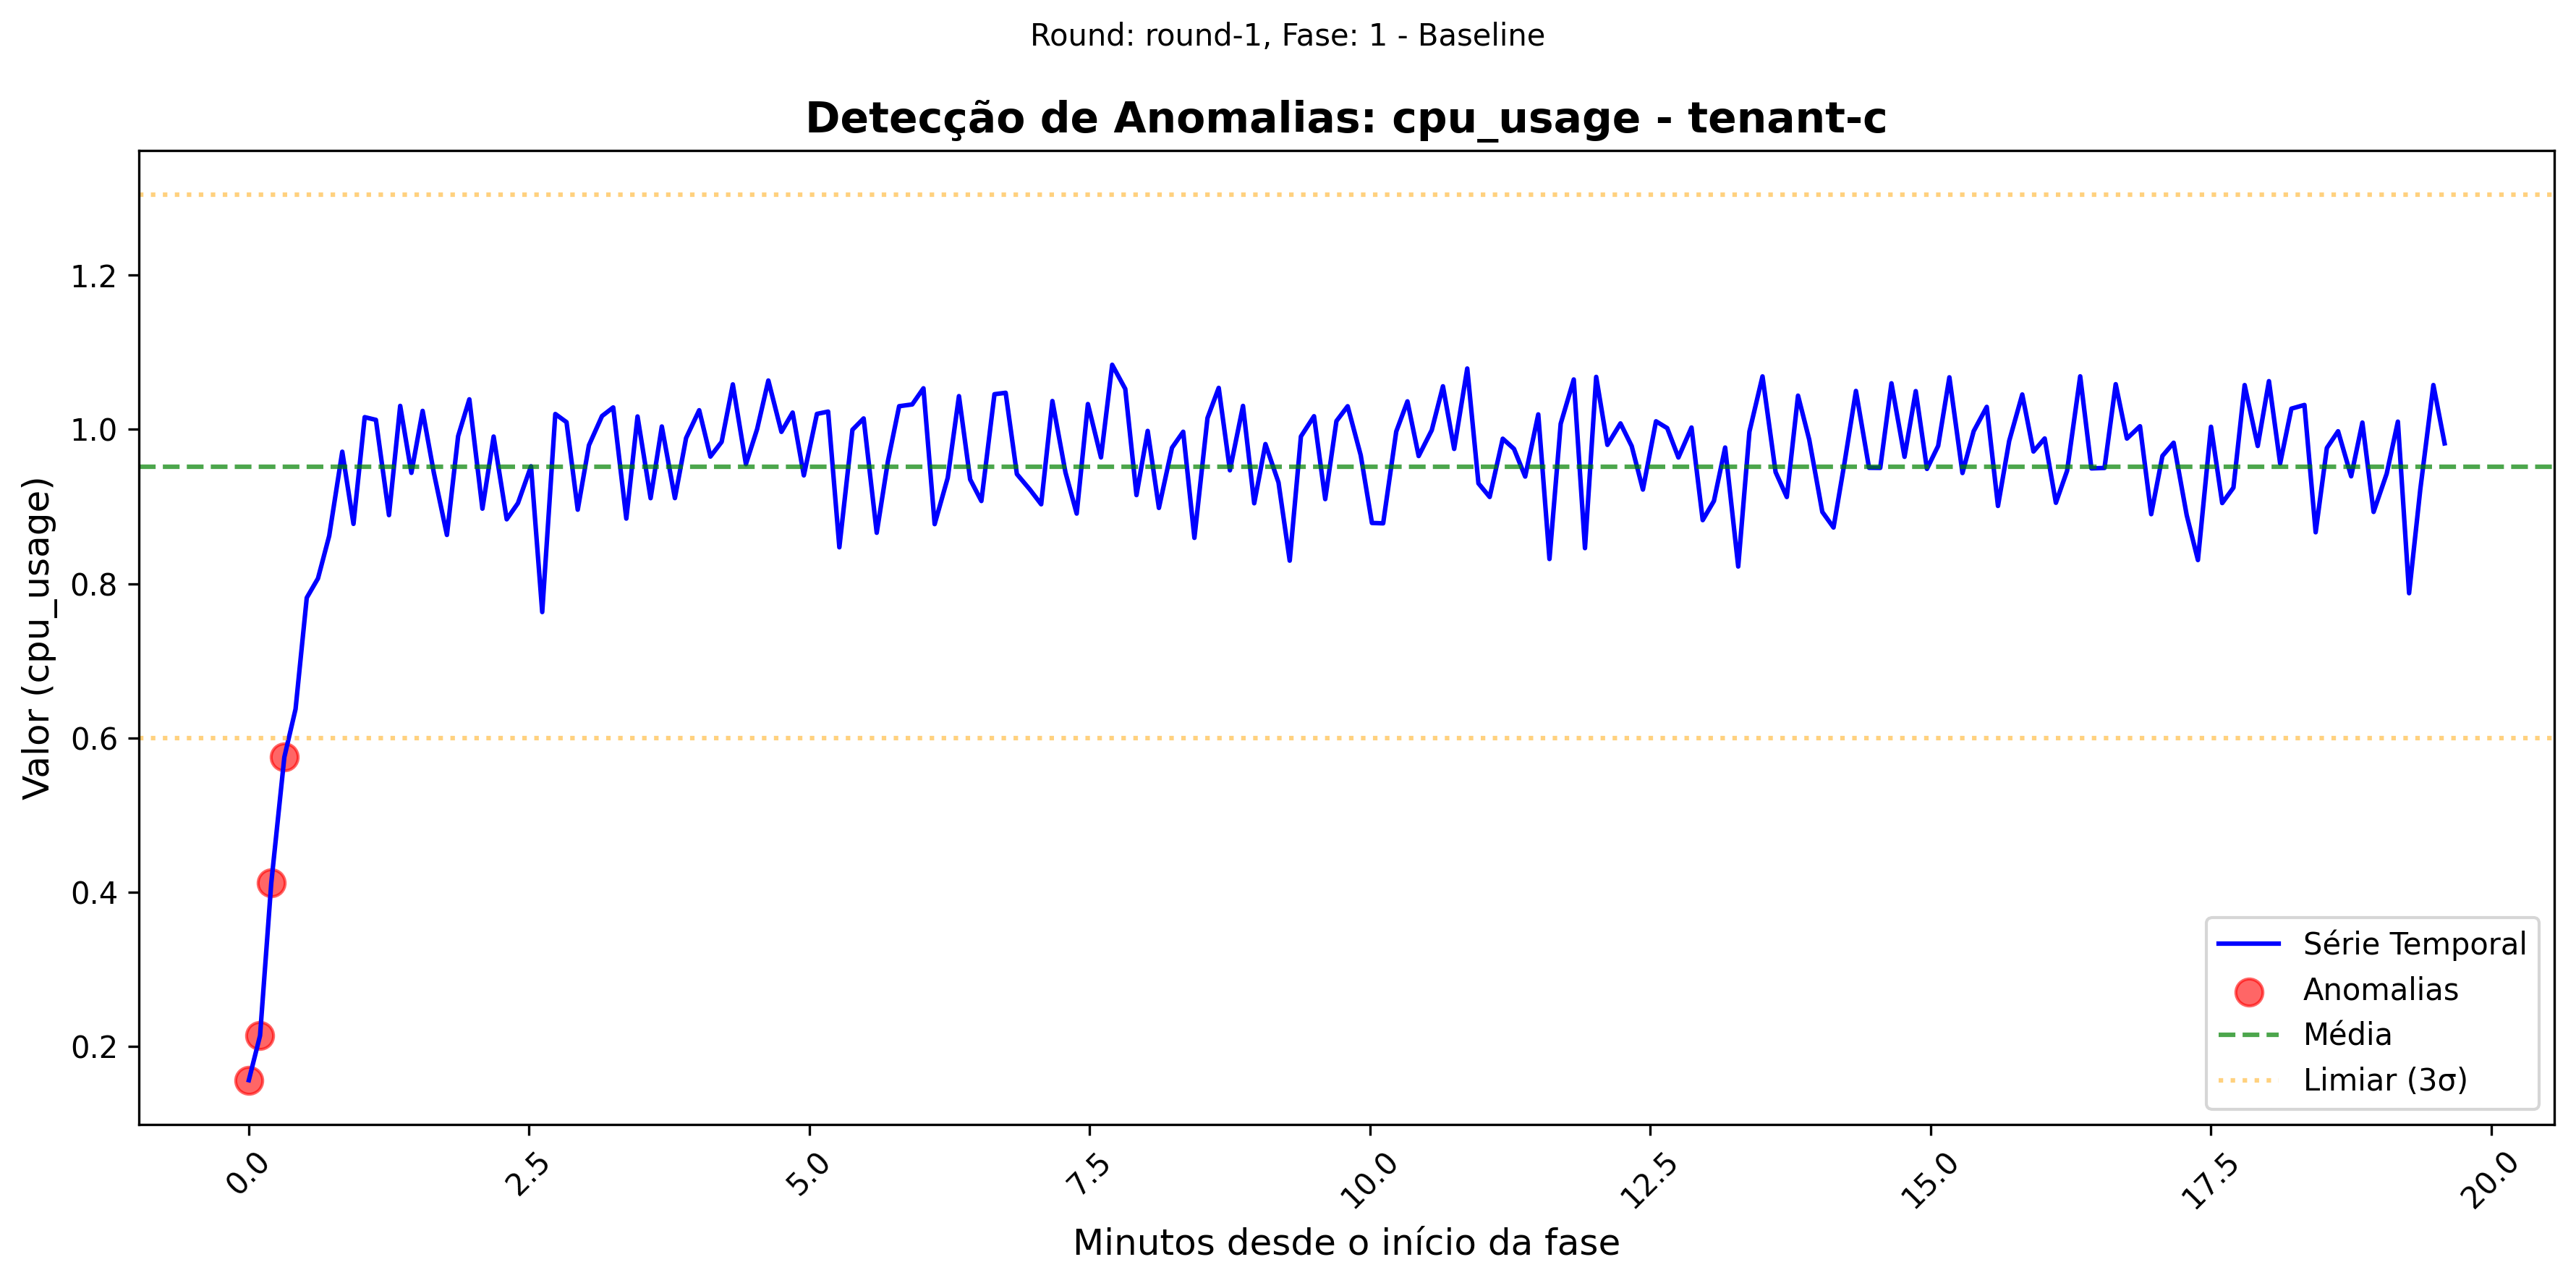 Round: round-1, Fase: 1 - Baseline
Detecção de Anomalias: cpu_usage - tenant-c
Valor (cpu_usage)
1.2
1.0
0.8
0.6
0.4
0.2
Série Temporal
Anomalias
Média
Limiar (3σ)
0.0
2.5
5.0
7.5
10.0
12.5
15.0
17.5
20.0
Minutos desde o início da fase